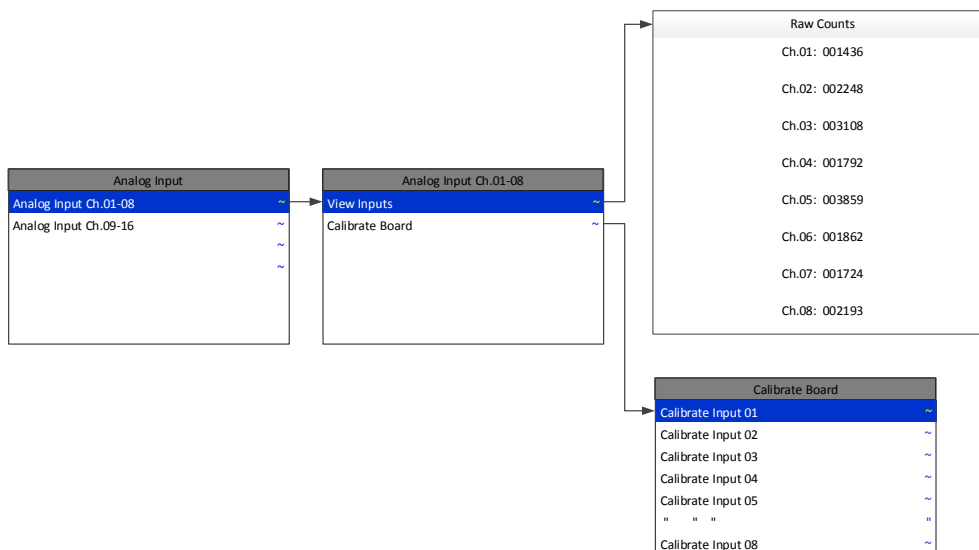 Raw Counts
Ch.01: 001436
Ch.02: 002248
Ch.03: 003108
Ch.04: 001792
Ch.05: 003859
Ch.06: 001862
Ch.07: 001724
Ch.08: 002193
Analog Input
Analog Input Ch.01-08 ~
Analog Input Ch.09-16 ~
~
~
Analog Input Ch.01-08
View Inputs ~
Calibrate Board ~
Calibrate Board
Calibrate Input 01 ~
Calibrate Input 02 ~
Calibrate Input 03 ~
Calibrate Input 04 ~
Calibrate Input 05 ~
" " " "
Calibrate Input 08 ~